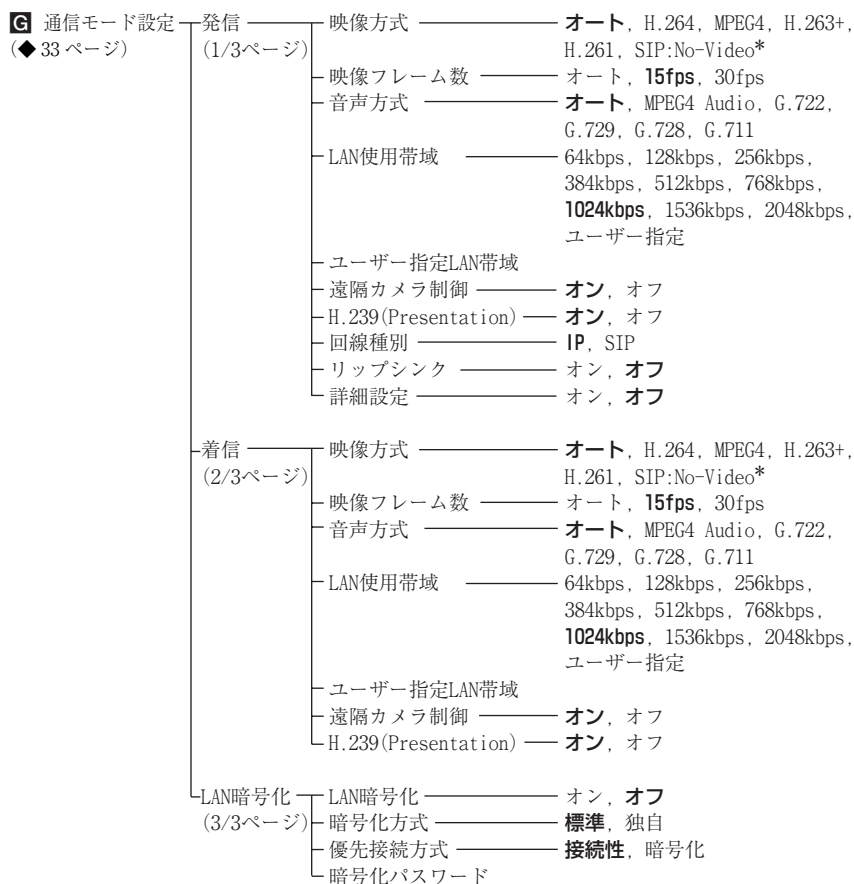 G 通信モード設定 発信 映像方式 オート, H.264, MPEG4, H.263+,
(◆33ページ) (1/3ページ) H.261, SIP:No-Video*
映像フレーム数 オート, 15fps, 30fps
音声方式 オート, MPEG4 Audio, G.722,
G.729, G.728, G.711
LAN使用帯域 64kbps, 128kbps, 256kbps,
384kbps, 512kbps, 768kbps,
1024kbps, 1536kbps, 2048kbps,
ユーザー指定
ユーザー指定LAN帯域
遠隔カメラ制御 オン, オフ
H.239(Presentation) オン, オフ
回線種別 IP, SIP
リップシンク オン, オフ
詳細設定 オン, オフ
着信 映像方式 オート, H.264, MPEG4, H.263+,
(2/3ページ) H.261, SIP:No-Video*
映像フレーム数 オート, 15fps, 30fps
音声方式 オート, MPEG4 Audio, G.722,
G.729, G.728, G.711
LAN使用帯域 64kbps, 128kbps, 256kbps,
384kbps, 512kbps, 768kbps,
1024kbps, 1536kbps, 2048kbps,
ユーザー指定
ユーザー指定LAN帯域
遠隔カメラ制御 オン, オフ
H.239(Presentation) オン, オフ
LAN暗号化 LAN暗号化 オン, オフ
(3/3ページ) 暗号化方式 標準, 独自
優先接続方式 接続性, 暗号化
暗号化パスワード